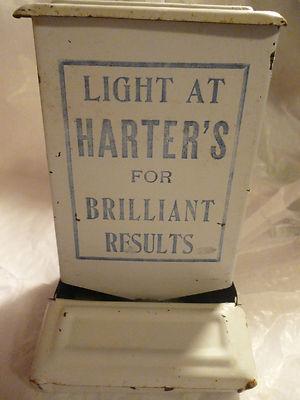 LIGHT AT
HARTER'S
FOR
BRILLIANT
RESULTS